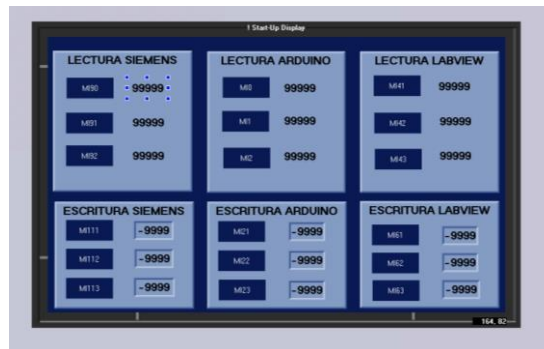 ! Start-Up Display
LECTURA SIEMENS
MI90 99999
MI91 99999
MI92 99999
LECTURA ARDUINO
MI0 99999
MI1 99999
MI2 99999
LECTURA LABVIEW
MI41 99999
MI42 99999
MI43 99999
ESCRITURA SIEMENS
MI111 -9999
MI112 -9999
MI113 -9999
ESCRITURA ARDUINO
MI21 -9999
MI22 -9999
MI23 -9999
ESCRITURA LABVIEW
MI61 -9999
MI62 -9999
MI63 -9999
164, 82